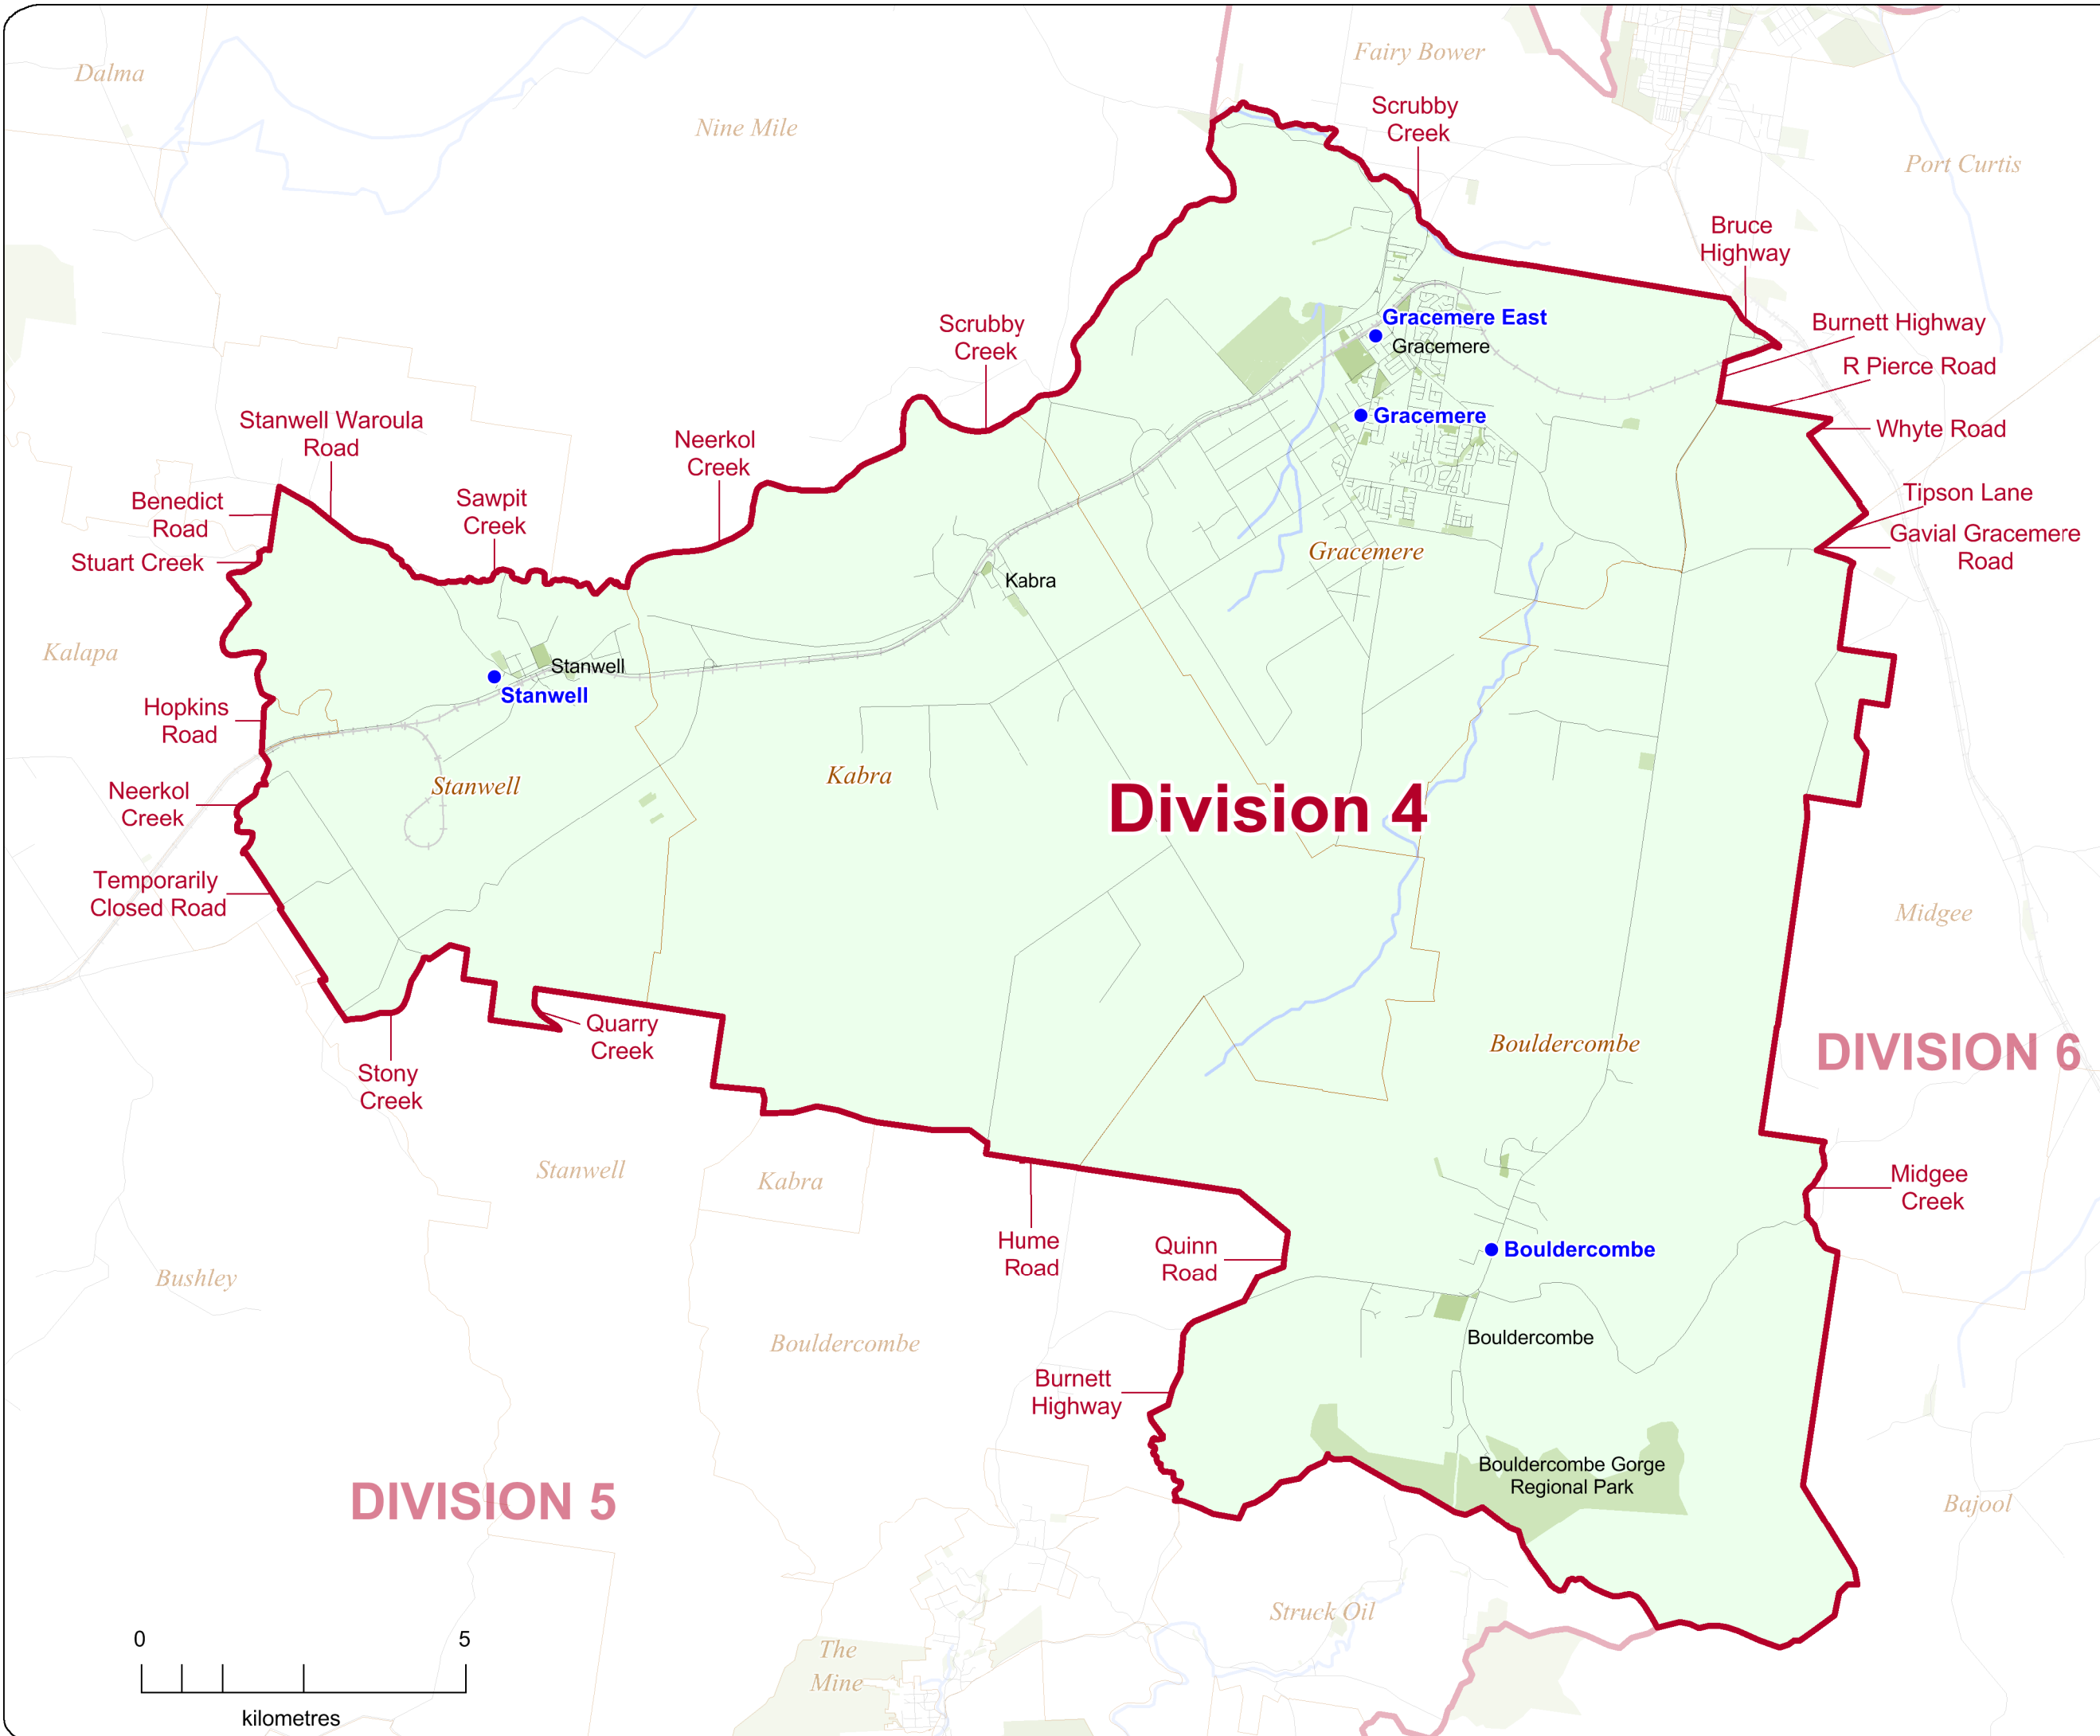 Fairy Bower
Dalma
Scrubby
Creek
Nine Mile
Port Curtis
Bruce
Highway
Gracemere East
Burnett Highway
Scrubby
Creek
Gracemere
R Pierce Road
Stanwell Waroula
Road
Gracemere
Whyte Road
Neerkol
Creek
Benedict
Road
Sawpit
Creek
Tipson Lane
Gavial Gracemere
Road
Stuart Creek
Gracemere
Kabra
Kalapa
Stanwell
Stanwell
Hopkins
Road
Kabra
Stanwell
Division 4
Neerkol
Creek
Temporarily
Closed Road
Midgee
Quarry
Creek
Bouldercombe
DIVISION 6
Stony
Creek
Stanwell
Kabra
Midgee
Creek
Hume
Road
Quinn
Road
Bouldercombe
Bushley
Bouldercombe
Bouldercombe
Burnett
Highway
Bouldercombe Gorge
Regional Park
DIVISION 5
Bajool
Struck Oil
0 5
The
Mine
kilometres